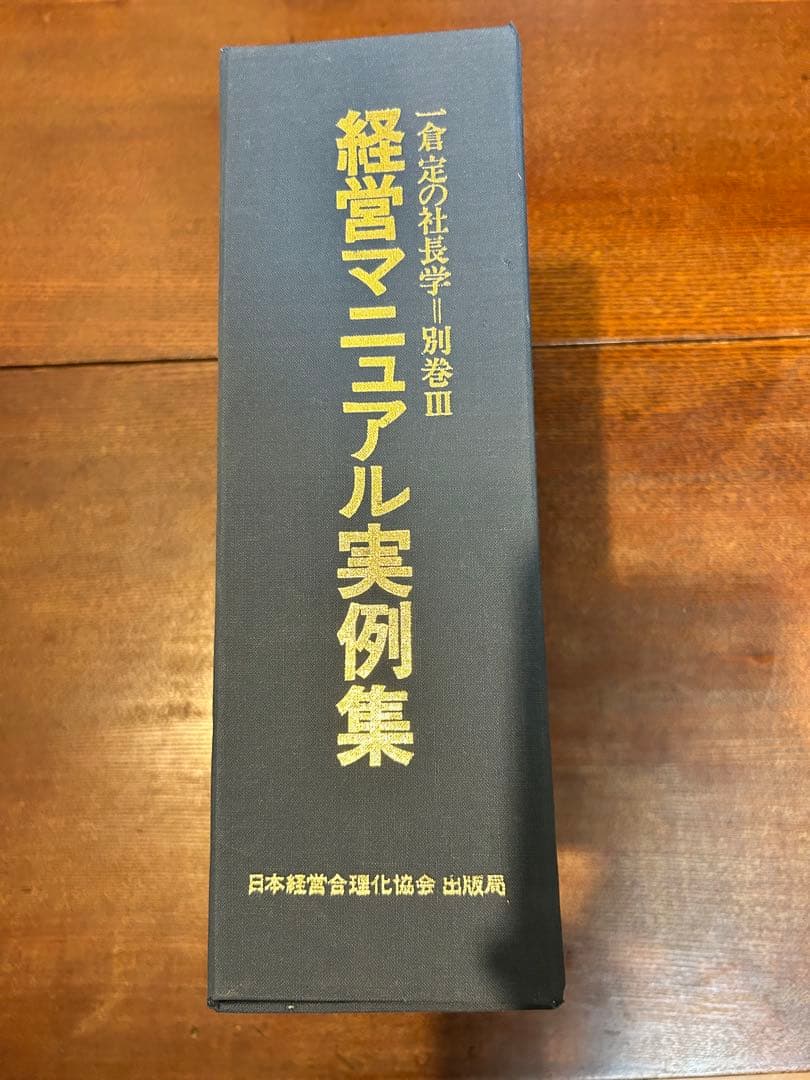 一倉定の社長学=別巻III
経営マニュアル実例集
日本経営合理化協会 出版局